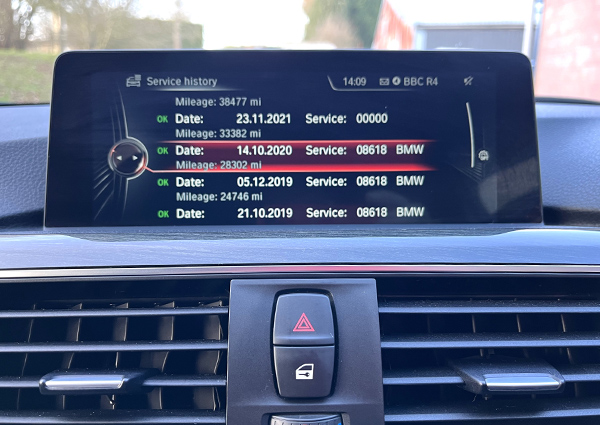 Service history
14:09 BBC R4
Mileage: 38477 mi
OK Date: 23.11.2021 Service: 00000
Mileage: 33382 mi
OK Date: 14.10.2020 Service: 08618 BMW
Mileage: 28302 mi
OK Date: 05.12.2019 Service: 08618 BMW
Mileage: 24746 mi
OK Date: 21.10.2019 Service: 08618 BMW